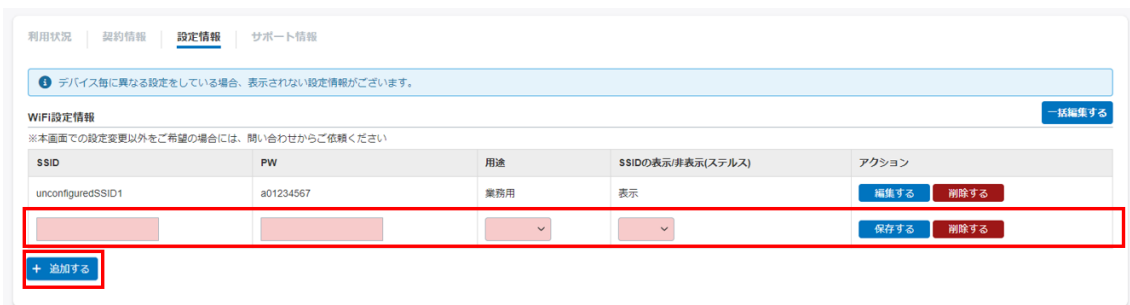 利用状況 契約情報 設定情報 サポート情報
デバイス毎に異なる設定をしている場合、表示されない設定情報がございます。
WiFi設定情報 一括編集する
※本画面での設定変更以外をご希望の場合には、問い合わせからご依頼ください
SSID PW 用途 SSIDの表示/非表示(ステルス) アクション
unconfiguredSSID1 a01234567 業務用 表示 編集する 削除する
保存する 削除する
+ 追加する